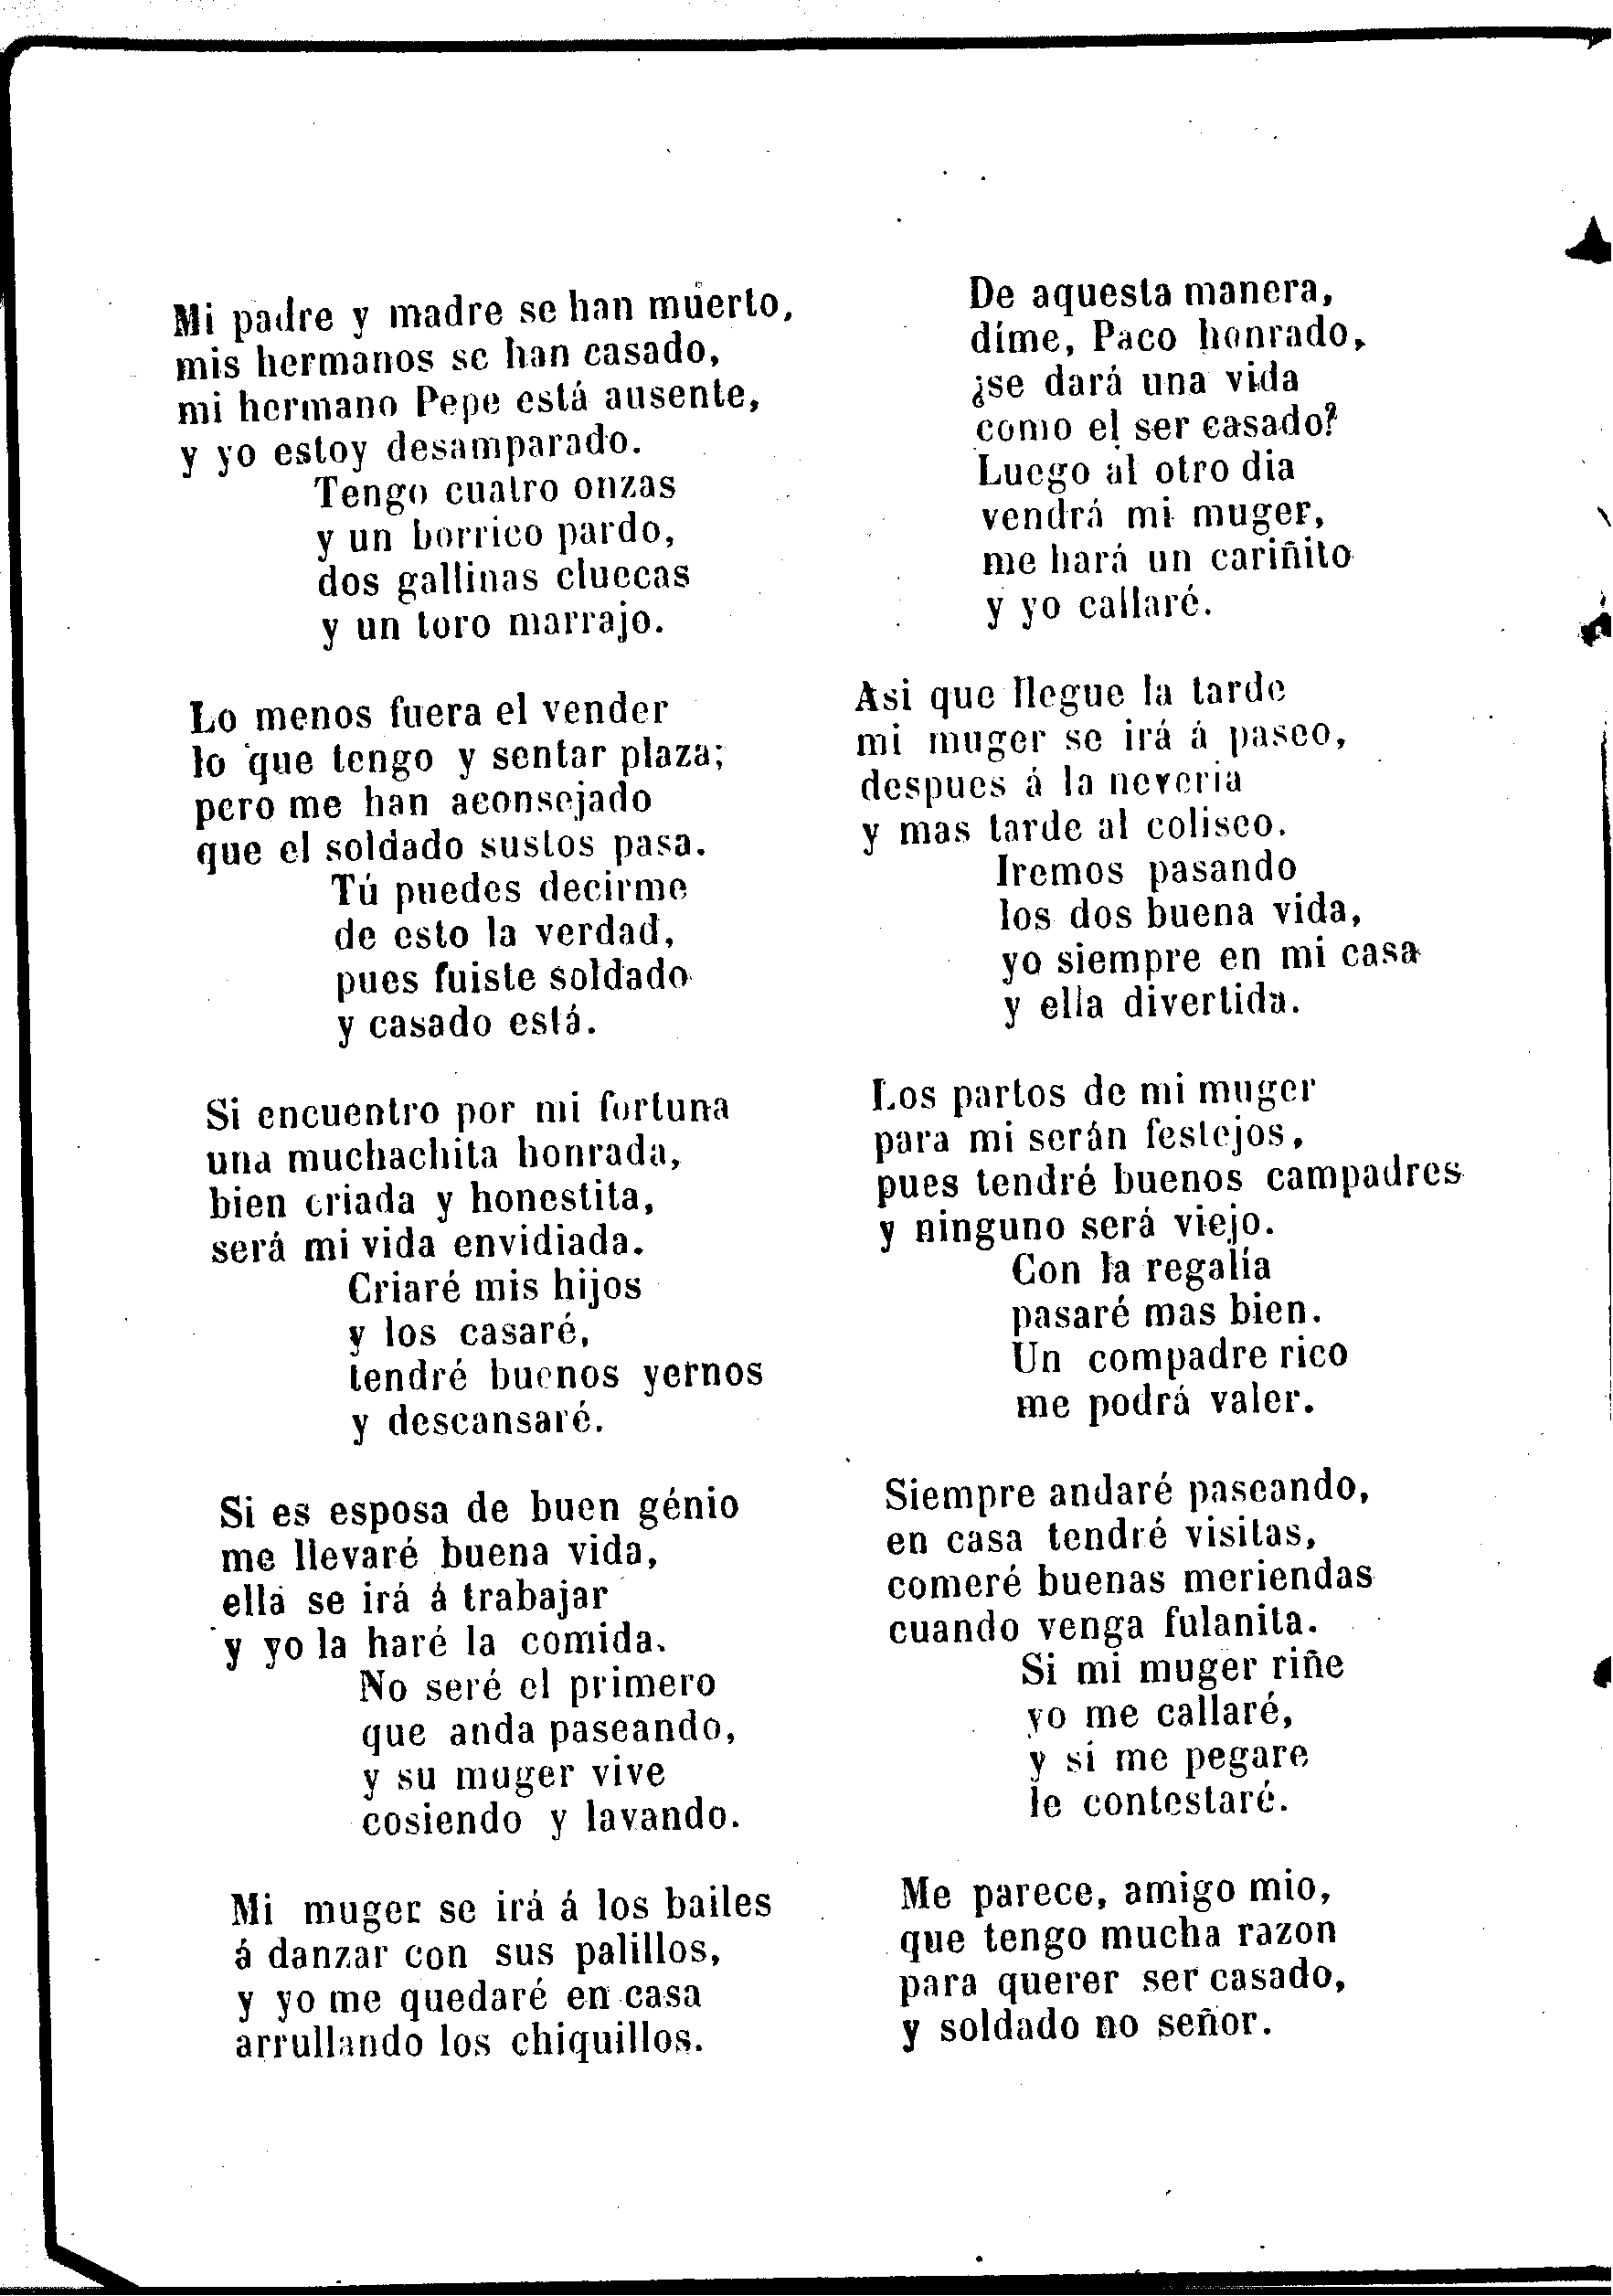 Mi padre y madre se han muerto,
mis hermanos se han casado,
mi hermano Pepe está ausente,
y yo estoy desamparado.
Tengo cuatro onzas
y un borrico pardo,
dos gallinas cluecas
y un toro marrajo.
Lo menos fuera el vender
lo que tengo y sentar plaza;
pero me han aconsejado
que el soldado sustos pasa.
Tú puedes decirme
de esto la verdad,
pues fuiste soldado
y casado está.
Si encuentro por mi fortuna
una muchachita honrada,
bien criada y honestita,
será mi vida envidiada.
Criaré mis hijos
y los casaré,
tendré buenos yernos
y descansaré.
Si es esposa de buen génio
me llevaré buena vida,
ella se irá á trabajar
y yo la haré la comida.
No seré el primero
que anda paseando,
y su muger vive
cosiendo y lavando.
Mi muger se irá á los bailes
á danzar con sus palillos,
y yo me quedaré en casa
arrullando los chiquillos.
De aquesta manera,
dime, Paco honrado,
¿se dará una vida
como el ser casado?
Luego al otro dia
vendrá mi muger,
me hará un cariñito
y yo callaré.
Asi que llegue la tarde
mi muger se irá á paseo,
despues á la neveria
y mas tarde al coliseo.
Iremos pasando
los dos buena vida,
yo siempre en mi casa
y ella divertida.
Los partos de mi muger
para mi serán festejos,
pues tendré buenos campadres
y ninguno será viejo.
Con la regalía
pasaré mas bien.
Un compadre rico
me podrá valer.
Siempre andaré paseando,
en casa tendré visitas,
comeré buenas meriendas
cuando venga fulanita.
Si mi muger riñe
yo me callaré,
y si me pegare
le contestaré.
Me parece, amigo mio,
que tengo mucha razon
para querer ser casado,
y soldado no señor.